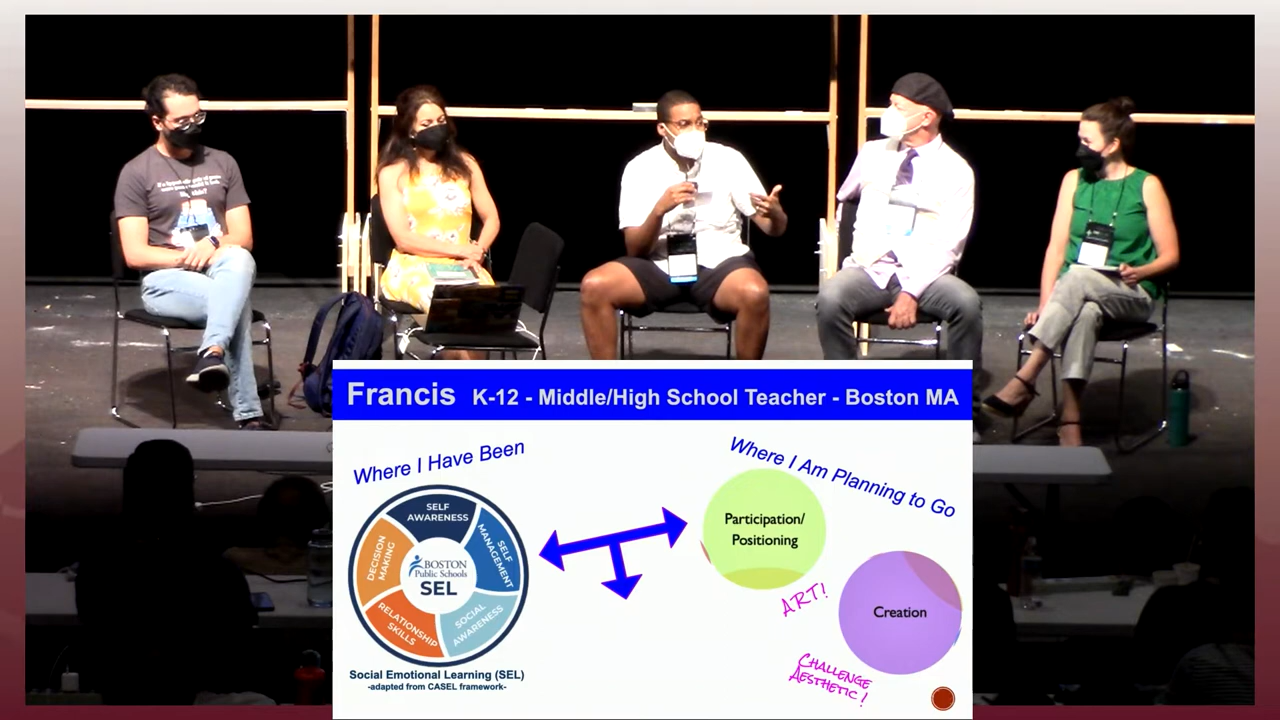 Francis K-12 - Middle/High School Teacher - Boston MA
Where I Have Been
Where I Am Planning to Go
SELF
AWARENESS
SELF
MANAGEMENT
SOCIAL
AWARENESS
RELATIONSHIP
SKILLS
DECISION
MAKING
BOSTON
Public Schools
SEL
Social Emotional Learning (SEL)
-adapted from CASEL framework-
Participation/
Positioning
ART!
Creation
CHALLENGE
AESTHETIC!